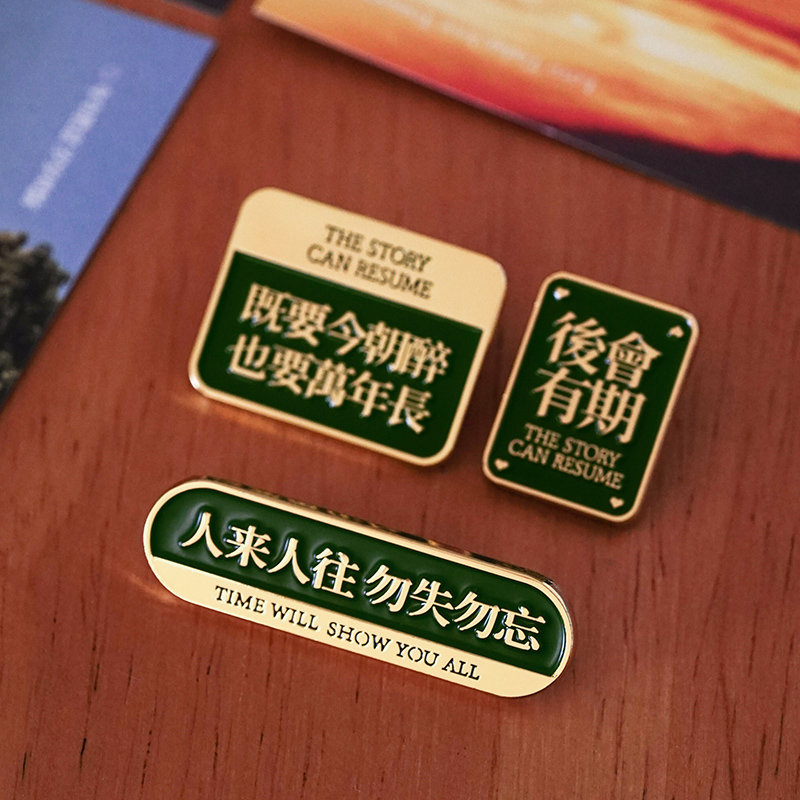 THE STORY
CAN RESUME
既要今朝醉
也要萬年長
後會
有期
THE STORY
CAN RESUME
人来人往 勿失勿忘
TIME WILL SHOW YOU ALL